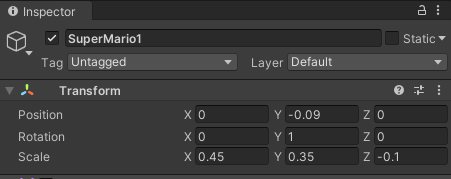 Inspector
SuperMario1 Static
Tag Untagged Layer Default
Transform
Position X 0 Y -0.09 Z 0
Rotation X 0 Y 1 Z 0
Scale X 0.45 Y 0.35 Z -0.1